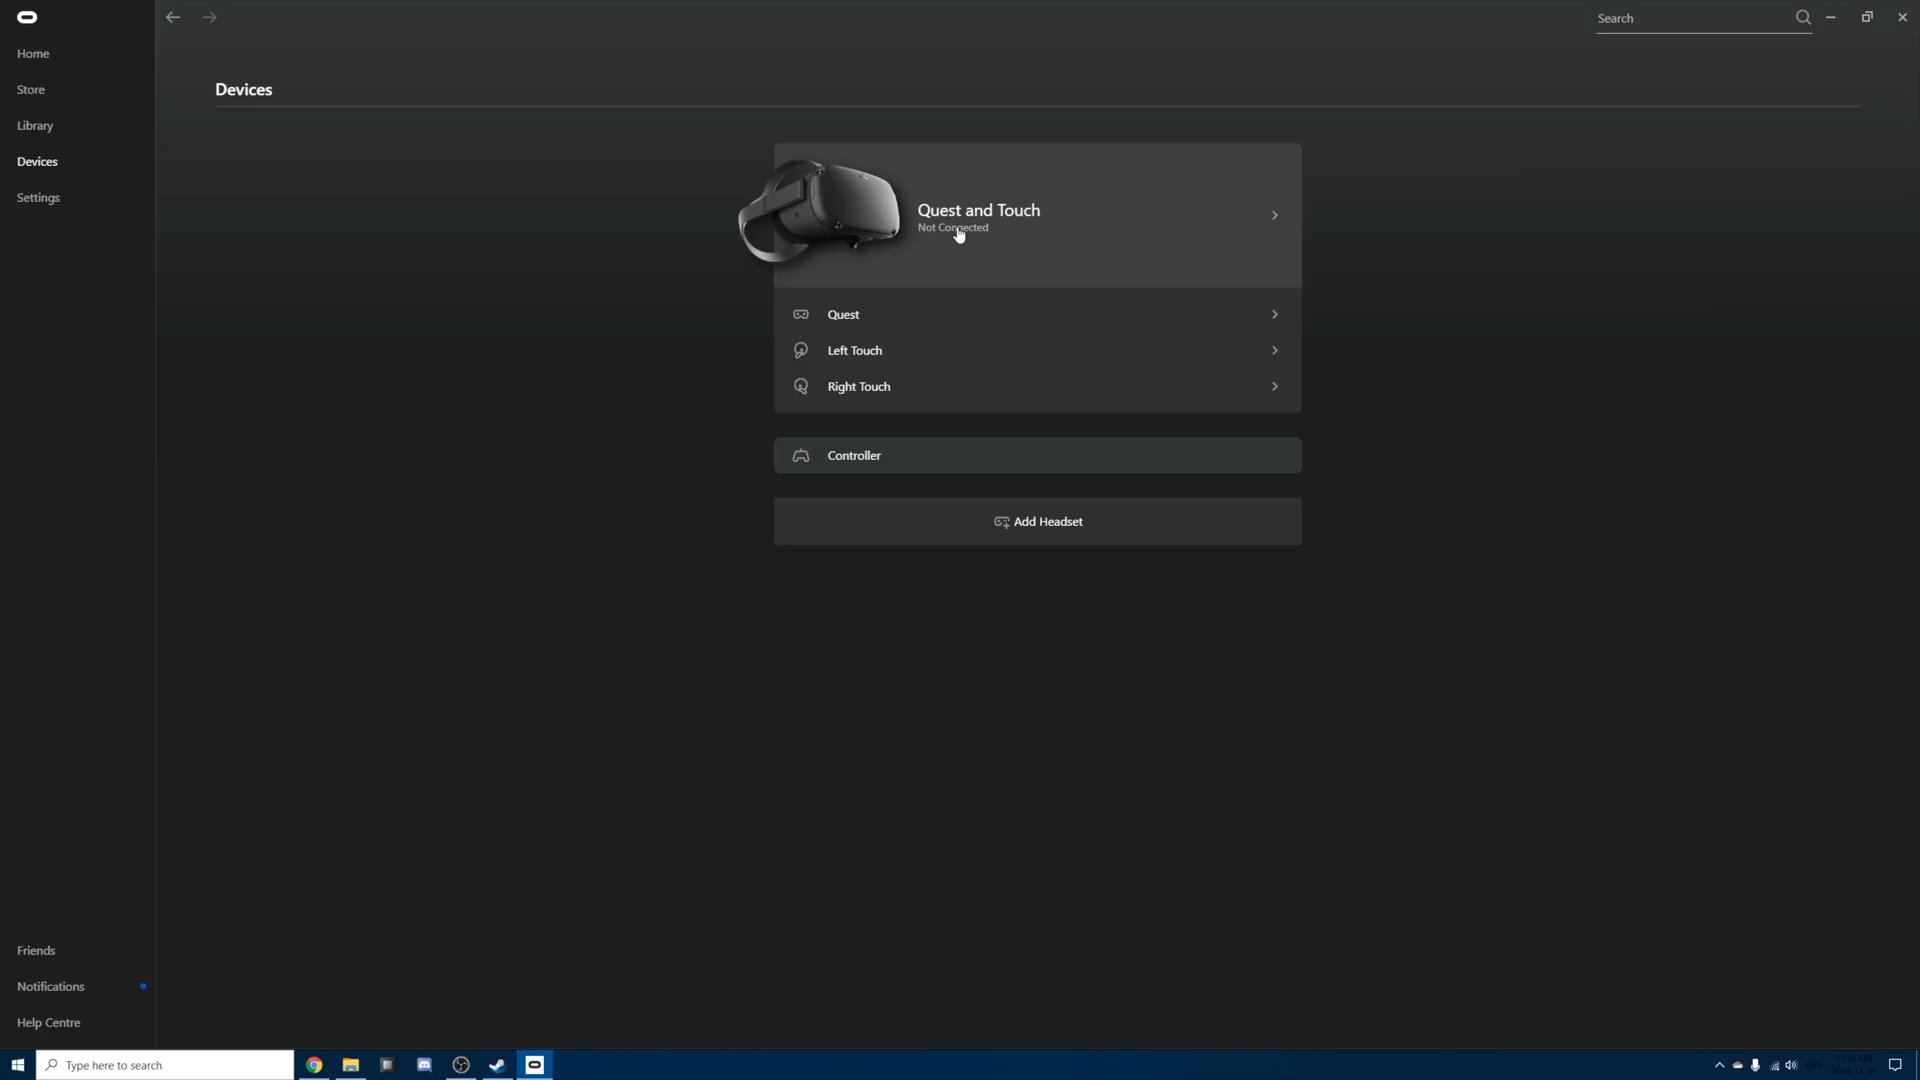 Search
Home
Store
Library
Devices
Settings
Devices
Quest and Touch
Not Connected
Quest
Left Touch
Right Touch
Controller
Add Headset
Friends
Notifications
Help Centre
Type here to search
ENG